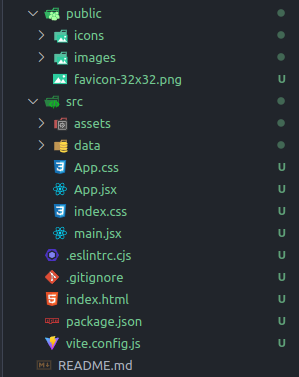 public
icons
images
favicon-32x32.png U
src
assets
data
App.css U
App.jsx U
index.css U
main.jsx U
.eslintrc.cjs U
.gitignore U
index.html U
package.json U
vite.config.js U
README.md